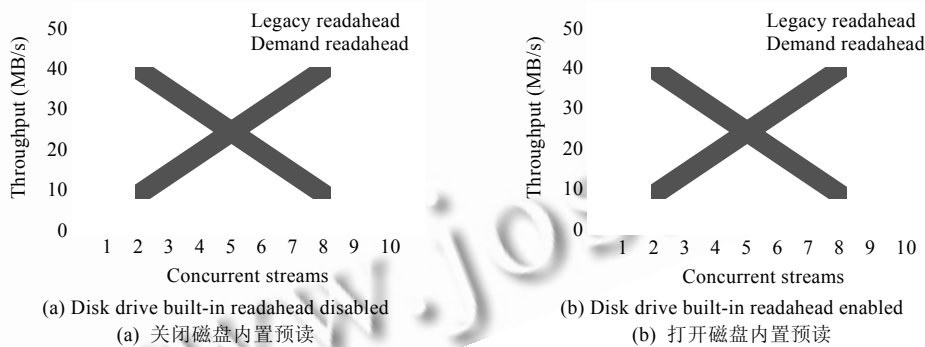 Throughput (MB/s)
50
40
30
20
10
0
Legacy readahead
Demand readahead
1 2 3 4 5 6 7 8 9 10
Concurrent streams
(a) Disk drive built-in readahead disabled
(a) 关闭磁盘内置预读
Throughput (MB/s)
50
40
30
20
10
0
Legacy readahead
Demand readahead
1 2 3 4 5 6 7 8 9 10
Concurrent streams
(b) Disk drive built-in readahead enabled
(b) 打开磁盘内置预读